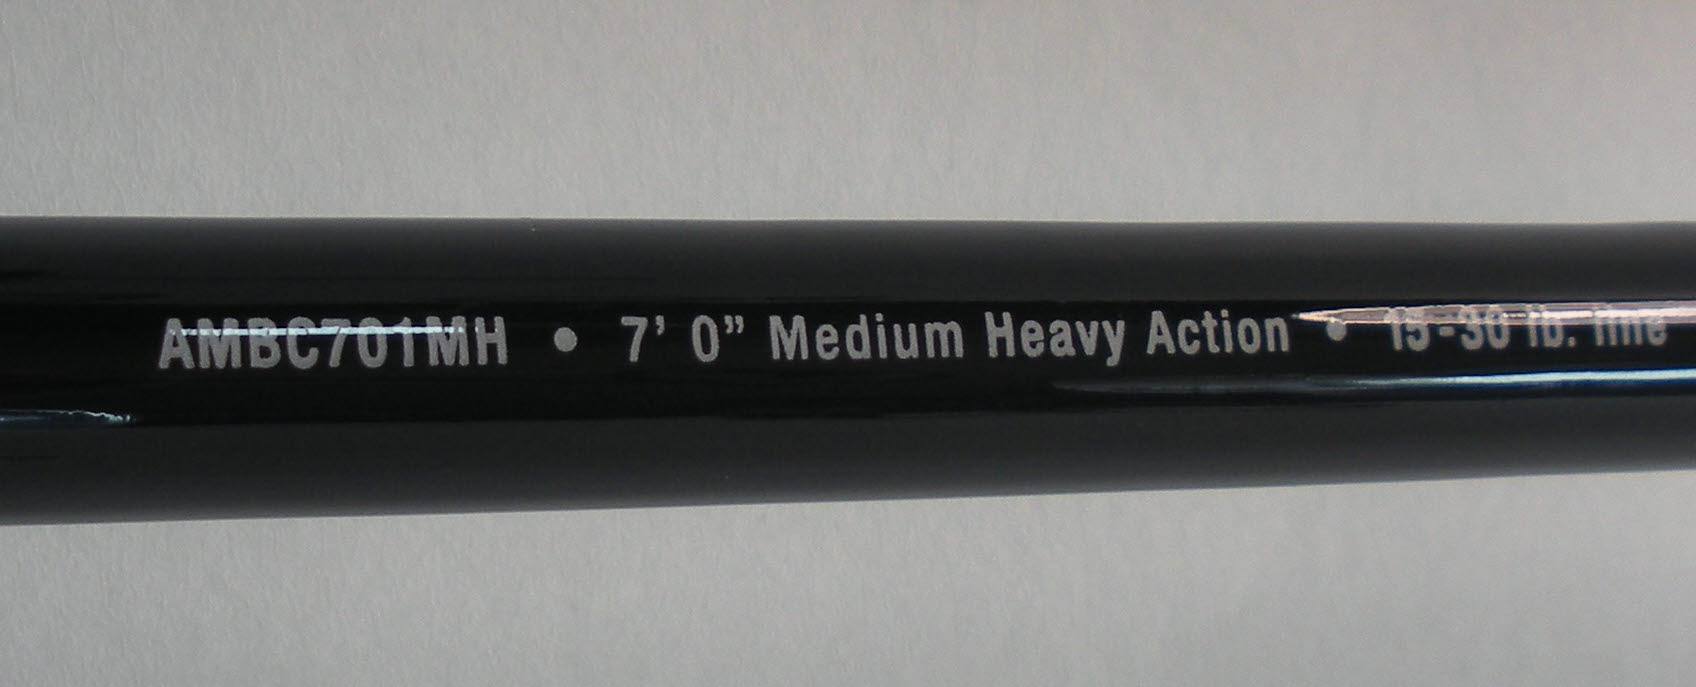 AMBC701MH • 7’ 0” Medium Heavy Action • 15-30 lb. line